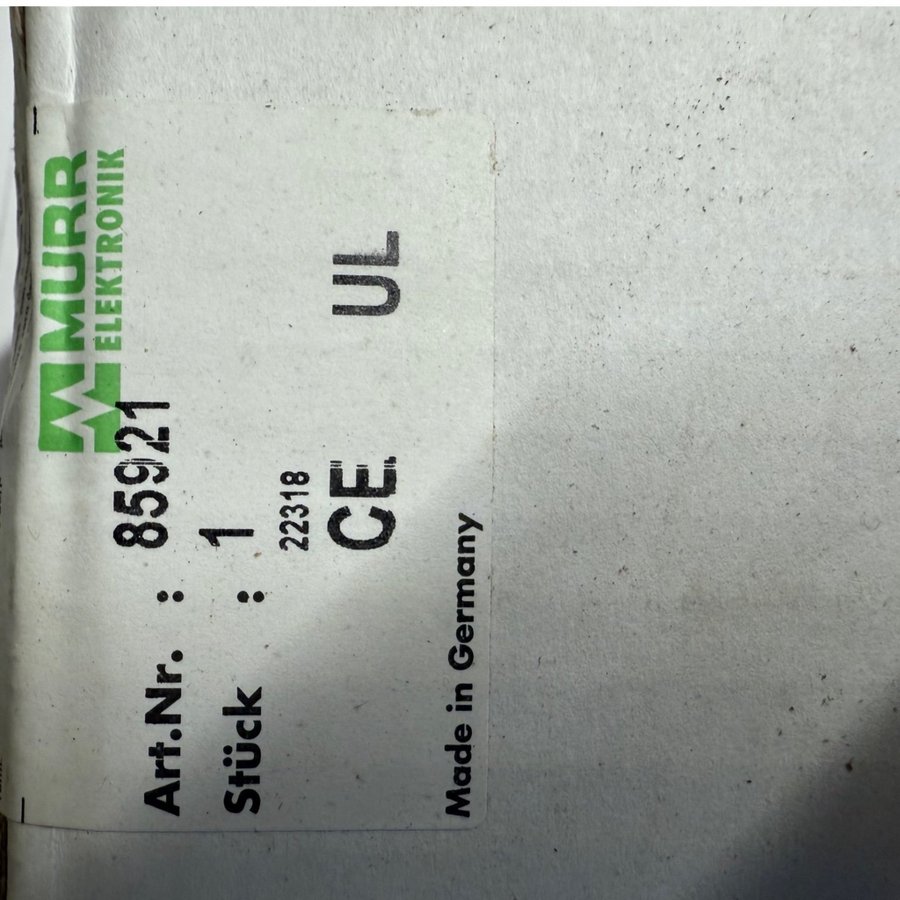 MURR
ELEKTRONIK
Art.Nr. : 85921
Stück : 1
22318
CE UL
Made in Germany